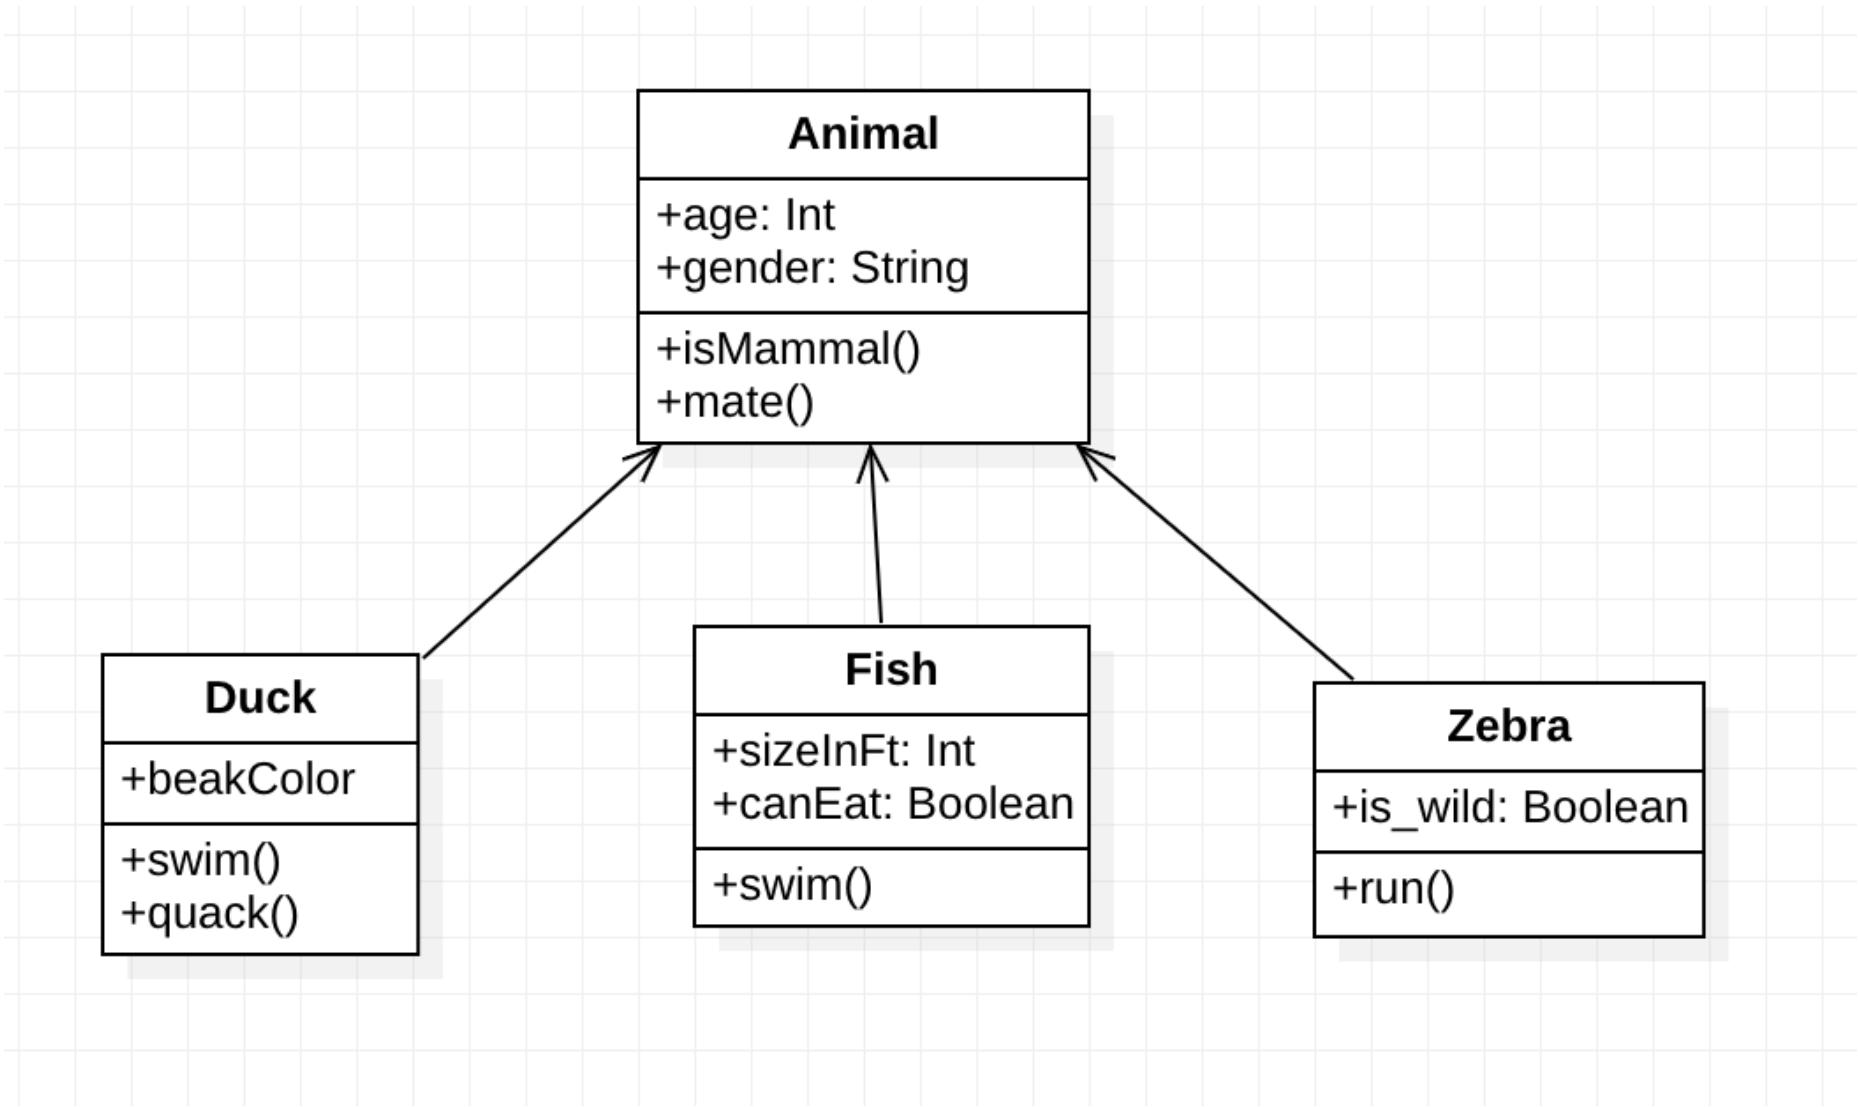 Animal
+age: Int
+gender: String
+isMammal()
+mate()
Duck
+beakColor
+swim()
+quack()
Fish
+sizeInFt: Int
+canEat: Boolean
+swim()
Zebra
+is_wild: Boolean
+run()